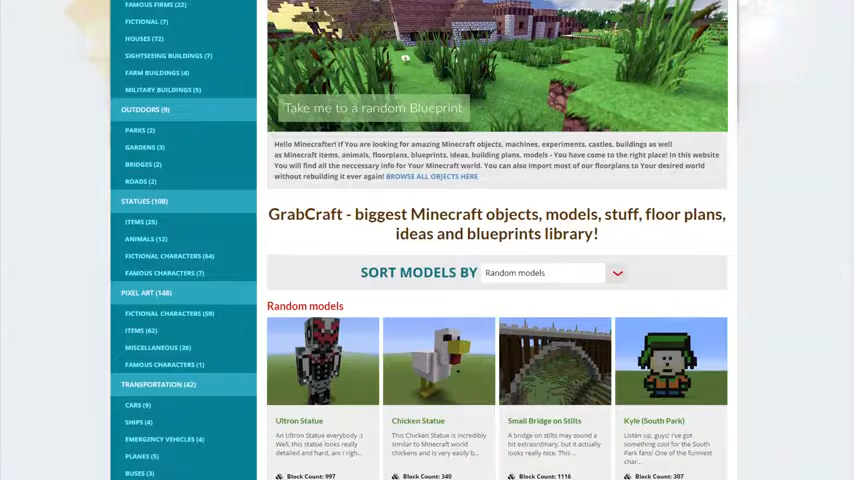 FAMOUS FIRMS (22)
FICTIONAL (7)
HOUSES (72)
SIGHTSEEING BUILDINGS (7)
FARM BUILDINGS (4)
MILITARY BUILDINGS (5)
OUTDOORS (9)
PARKS (2)
GARDENS (3)
BRIDGES (2)
ROADS (2)
STATUES (108)
ITEMS (25)
ANIMALS (12)
FICTIONAL CHARACTERS (64)
FAMOUS CHARACTERS (7)
PIXEL ART (148)
FICTIONAL CHARACTERS (59)
ITEMS (62)
MISCELLANEOUS (26)
FAMOUS CHARACTERS (1)
TRANSPORTATION (42)
CARS (9)
SHIPS (4)
EMERGENCY VEHICLES (4)
PLANES (5)
BUSES (3)
Take me to a random Blueprint
Hello Minecrafter! If You are looking for amazing Minecraft objects, machines, experiments, castles, buildings as well
as Minecraft items, animals, floorplans, blueprints, ideas, building plans, models - You have come to the right place! In this website
You will find all the neccessary info for Your Minecraft world. You can also import most of our floorplans to Your desired world
without rebuilding it ever again! BROWSE ALL OBJECTS HERE
GrabCraft - biggest Minecraft objects, models, stuff, floor plans,
ideas and blueprints library!
SORT MODELS BY Random models
Random models
Ultron Statue
An Ultron Statue everybody :)
Well, this statue looks really
detailed and hard, am I righ...
Block Count: 997
Chicken Statue
This Chicken Statue is incredibly
similar to Minecraft world
chickens and is very easily b...
Block Count: 340
Small Bridge on Stilts
A bridge on stilts may sound a
bit extraordinary, but it actually
looks really nice. This...
Block Count: 1116
Kyle (South Park)
Listen up, guys! I've got
something cool for the South
Park fans! One of the funniest
char...
Block Count: 307